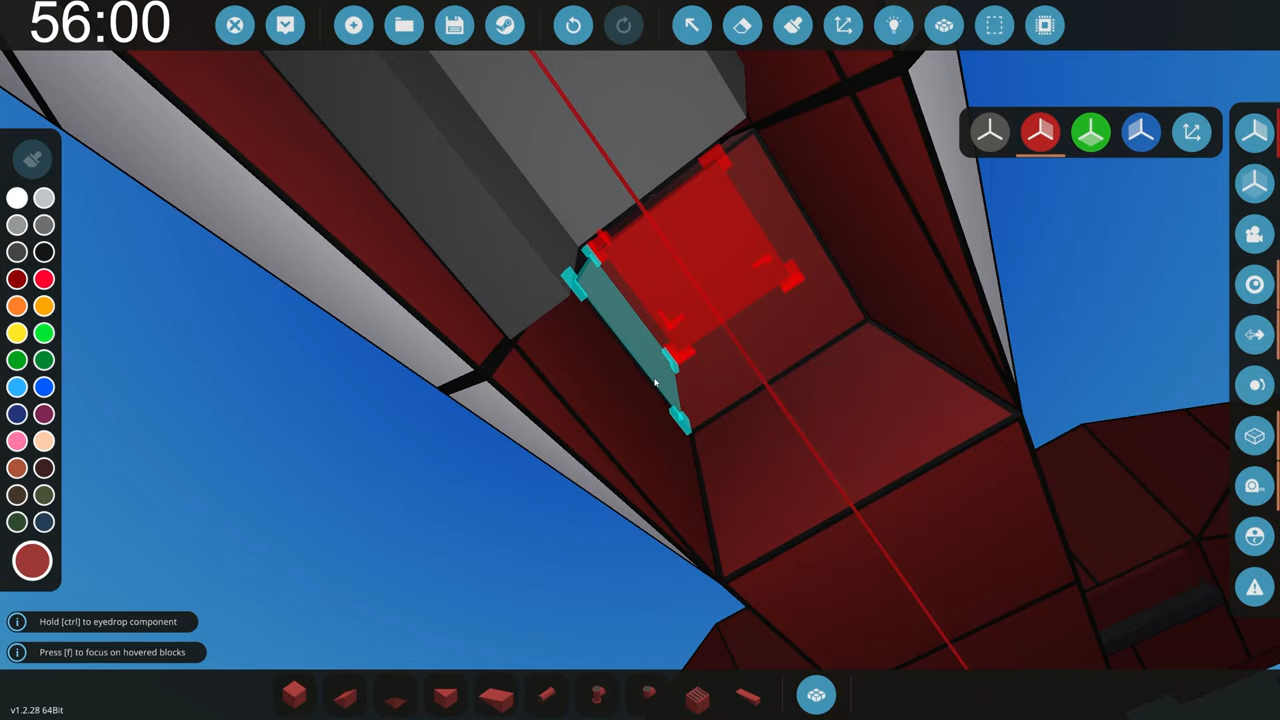 56:00
Hold [ctrl] to eyedrop component
Press [f] to focus on hovered blocks
v1.2.28 64Bit